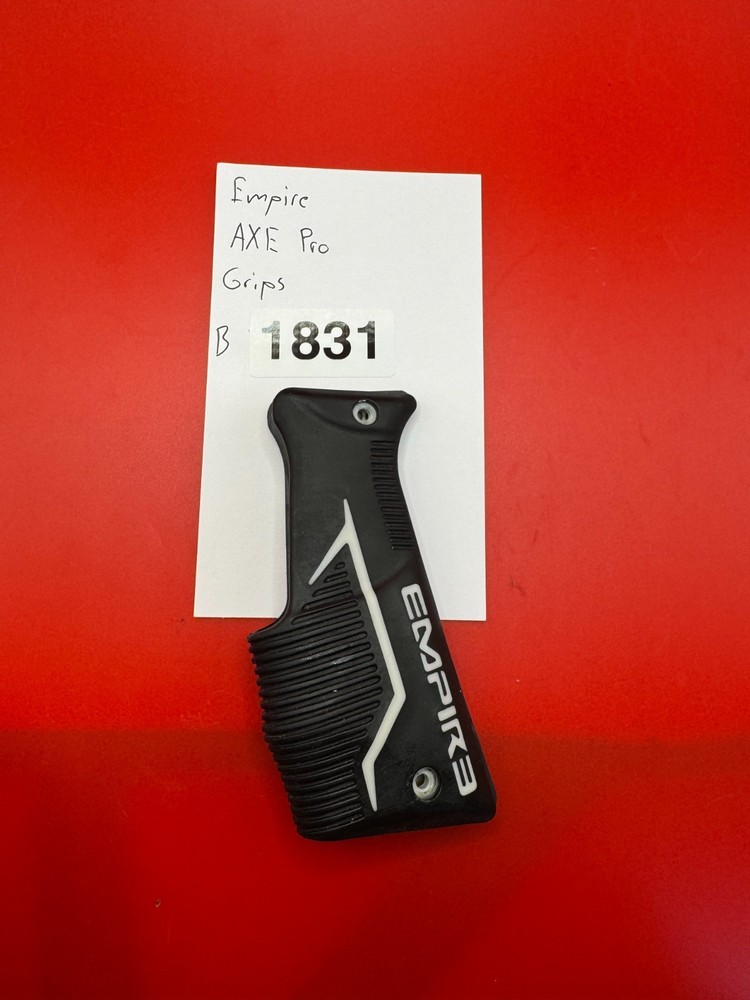 Empire
AXE Pro
Grips
B 1831
EMPIRE